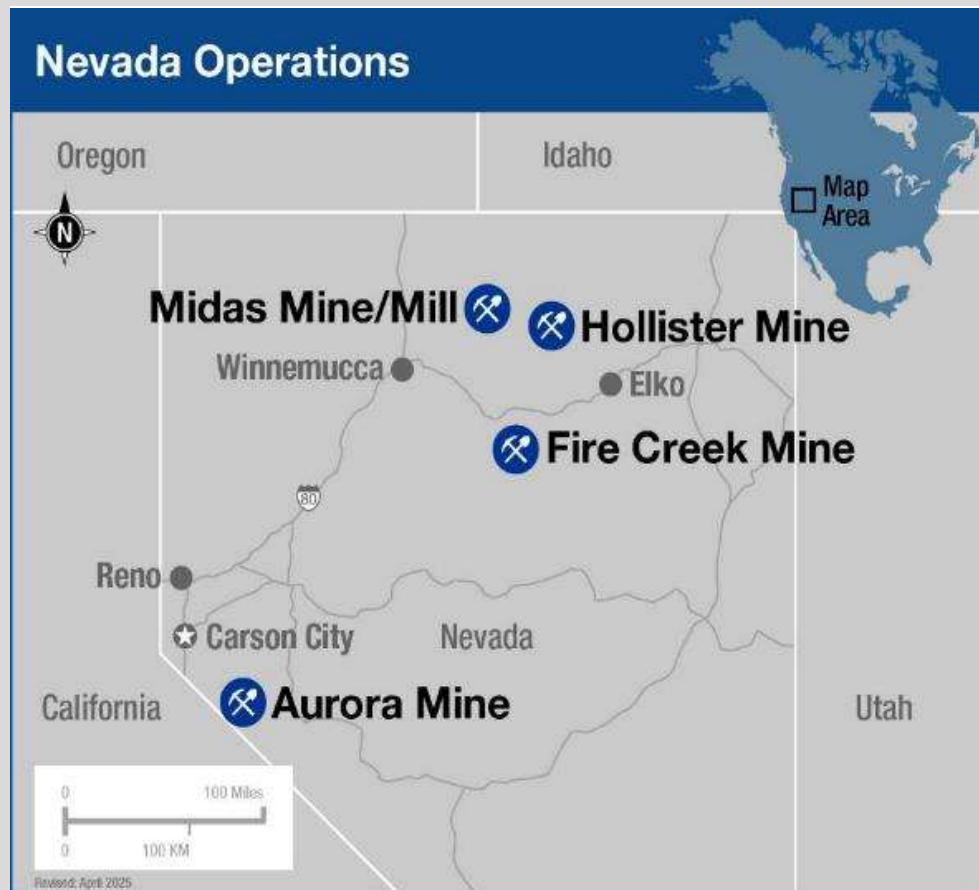 Nevada Operations
Oregon
Idaho
Map
Area
N
Midas Mine/Mill
Hollister Mine
Winnemucca
Elko
Fire Creek Mine
80
Reno
Carson City
Nevada
California
Aurora Mine
Utah
0 100 Miles
0 100 KM
Revised: April 2025